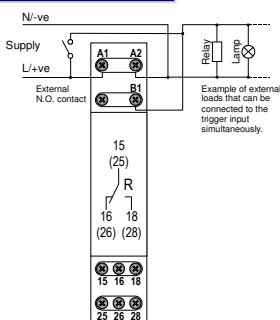 N/-ve
Supply
L/+ve
External
N.O. contact
A1 A2
B1
Relay
Lamp
Example of external
loads that can be
connected to the
trigger input
simultaneously.
15
(25)
R
16 18
(26) (28)
15 16 18
25 26 28